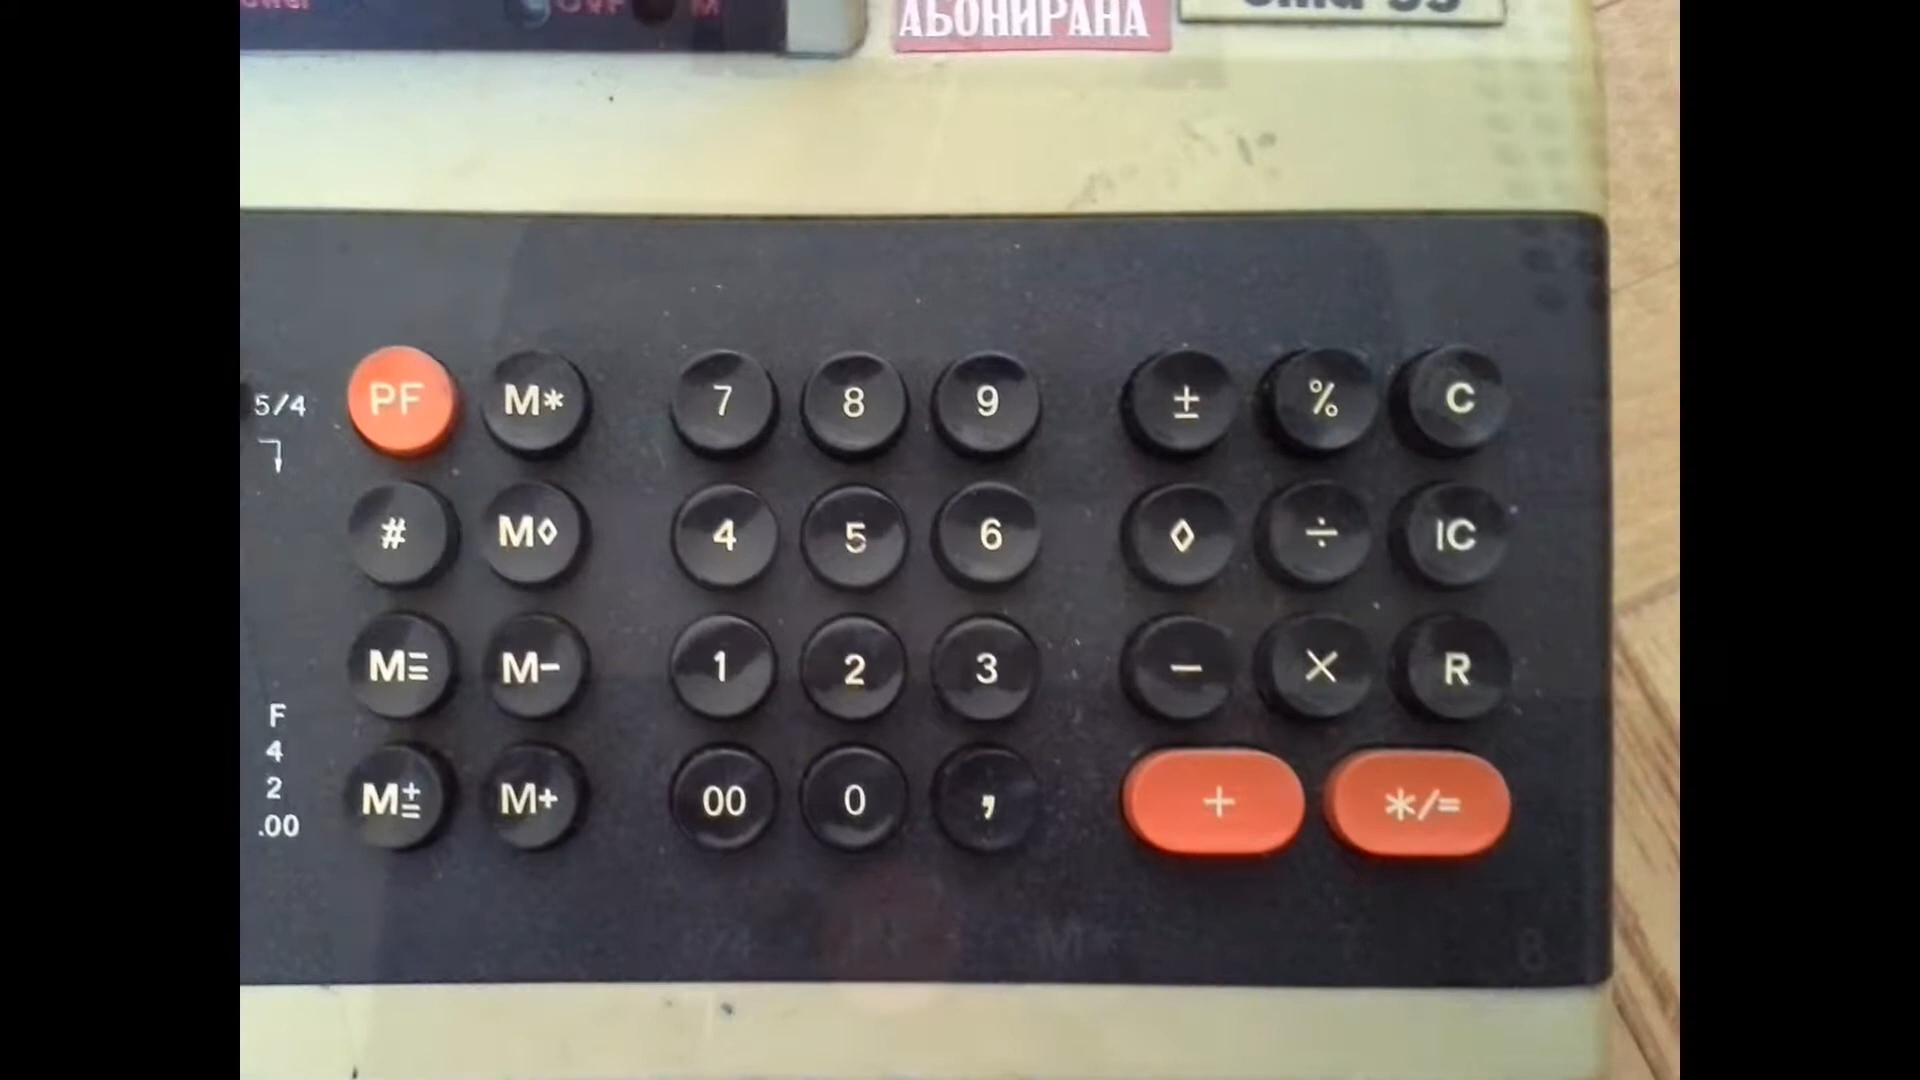 OVF M
АБОНИРАНА
5/4 PF M* 7 8 9 ± % C
# M◊ 4 5 6 ◊ ÷ IC
M= M- 1 2 3 - × R
F
4
2
.00
M± M+ 00 0 , + */=